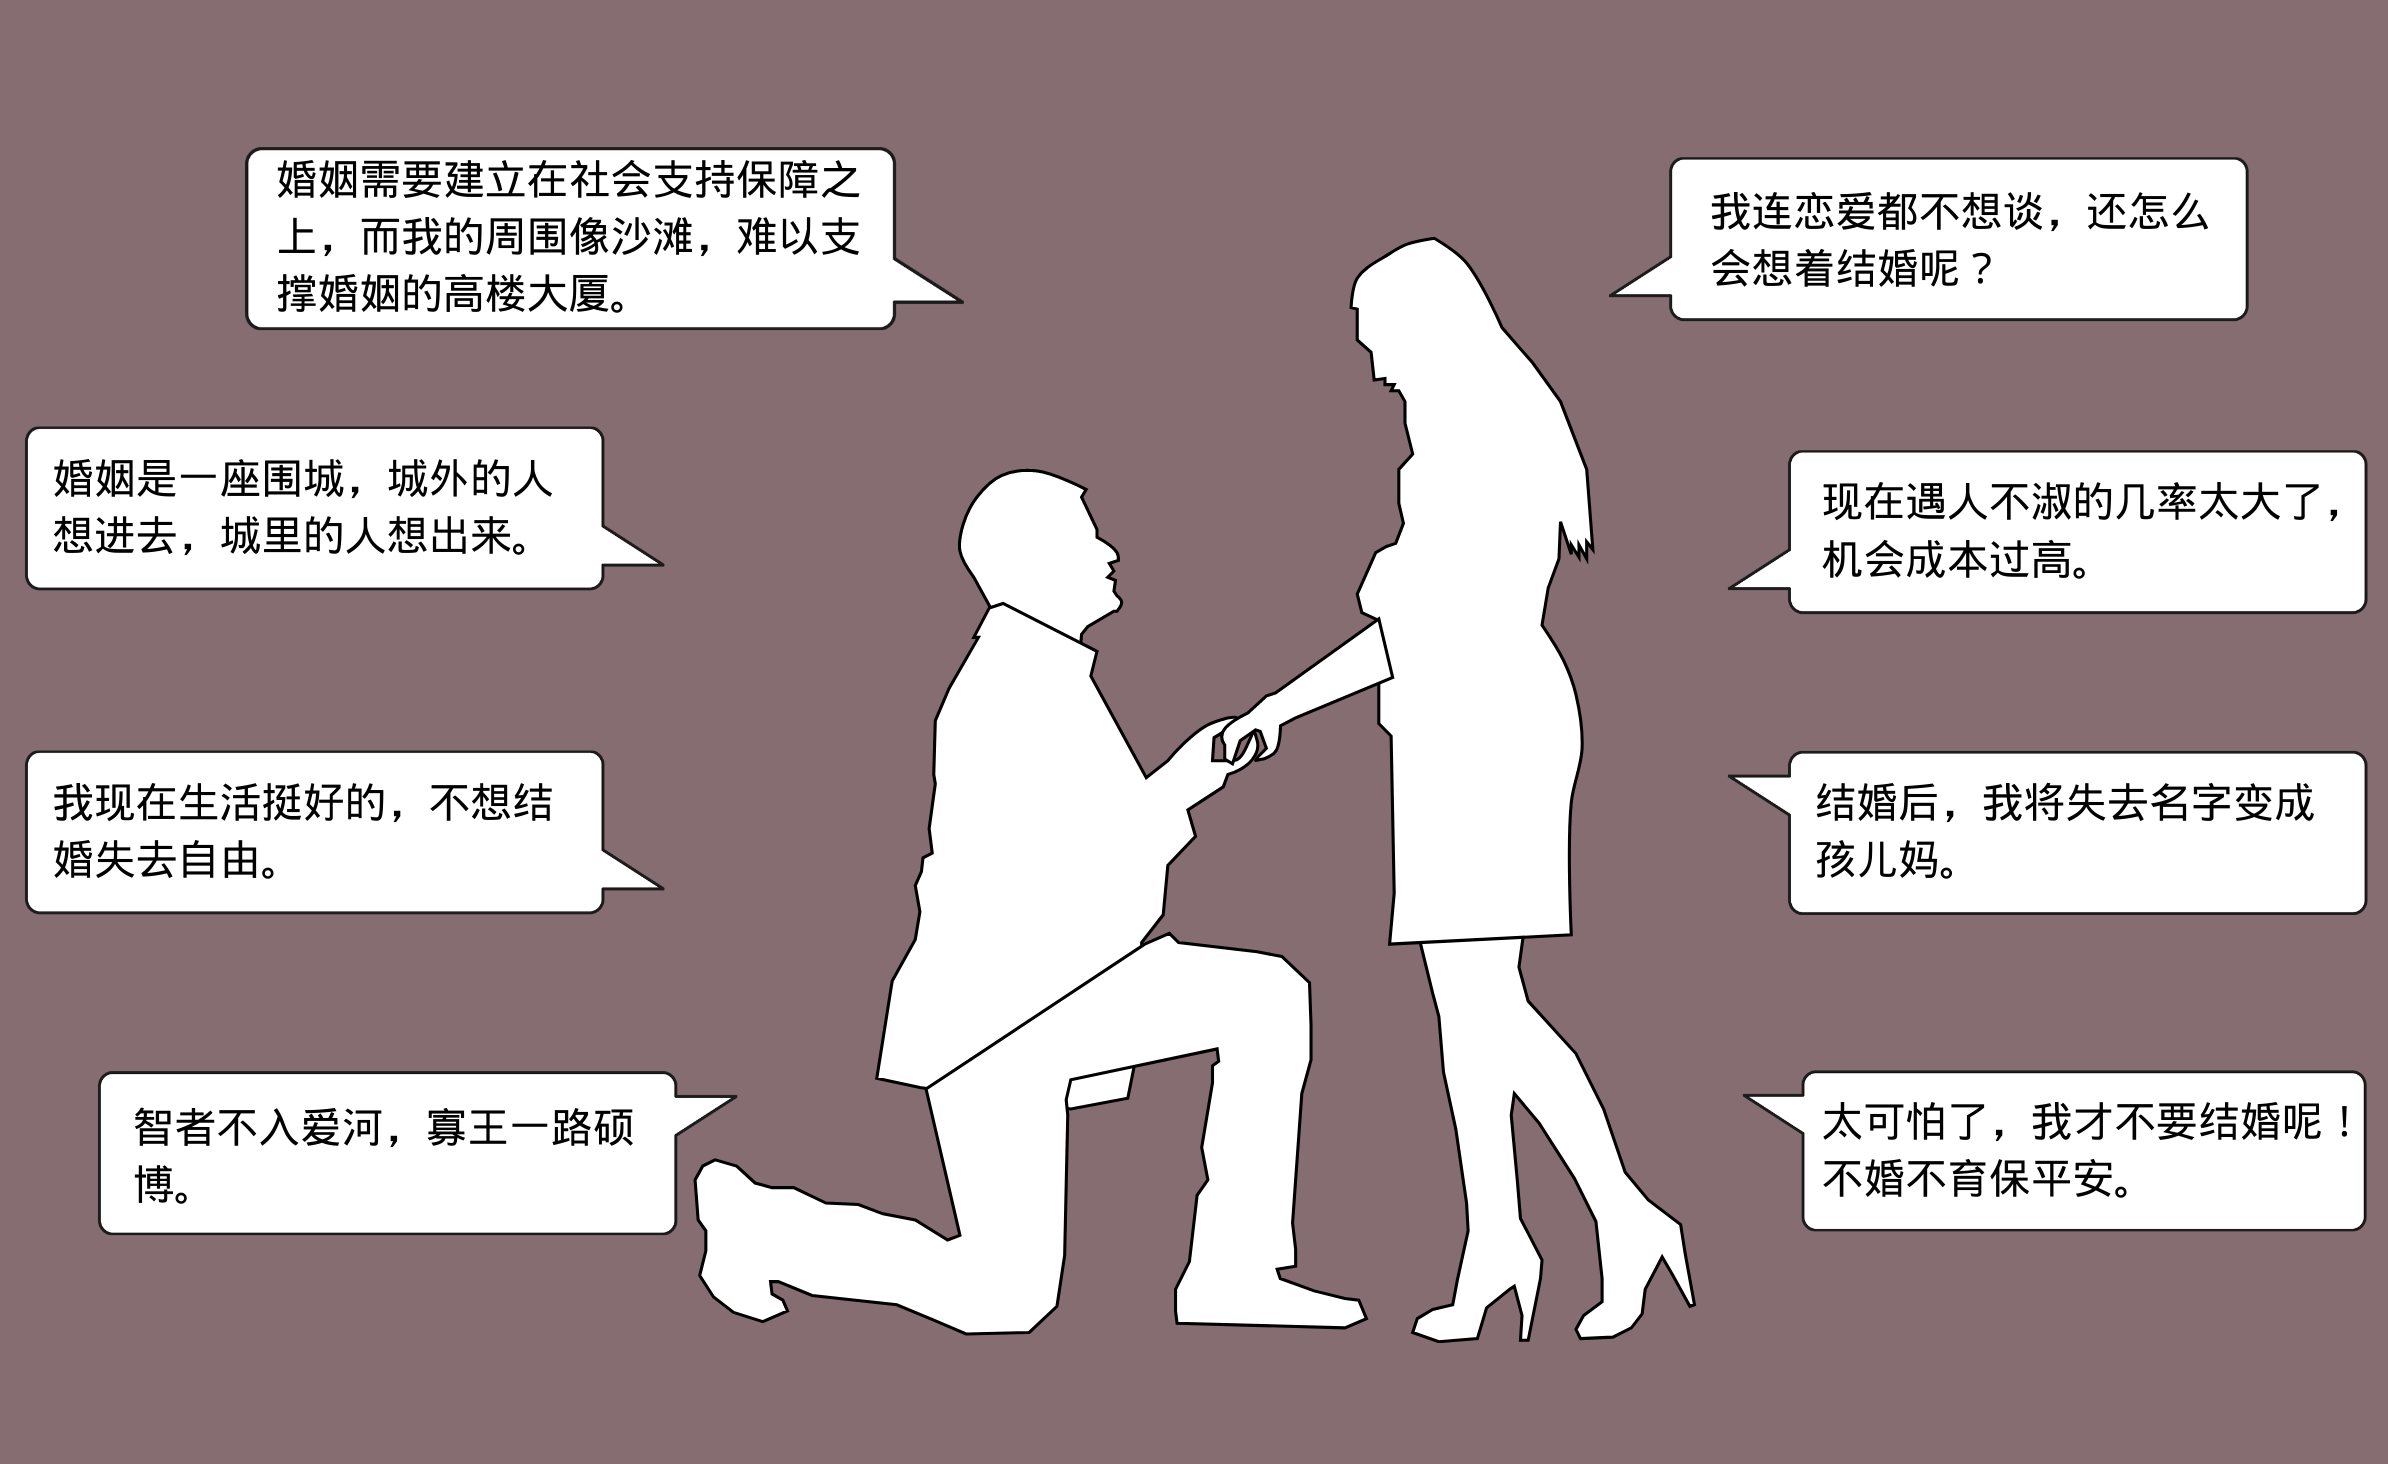 婚姻需要建立在社会支持保障之
上，而我的周围像沙滩，难以支
撑婚姻的高楼大厦。
婚姻是一座围城，城外的人
想进去，城里的人想出来。
我现在生活挺好的，不想结
婚失去自由。
智者不入爱河，寡王一路硕
博。
我连恋爱都不想谈，还怎么
会想着结婚呢？
现在遇人不淑的几率太大了，
机会成本过高。
结婚后，我将失去名字变成
孩儿妈。
太可怕了，我才不要结婚呢！
不婚不育保平安。